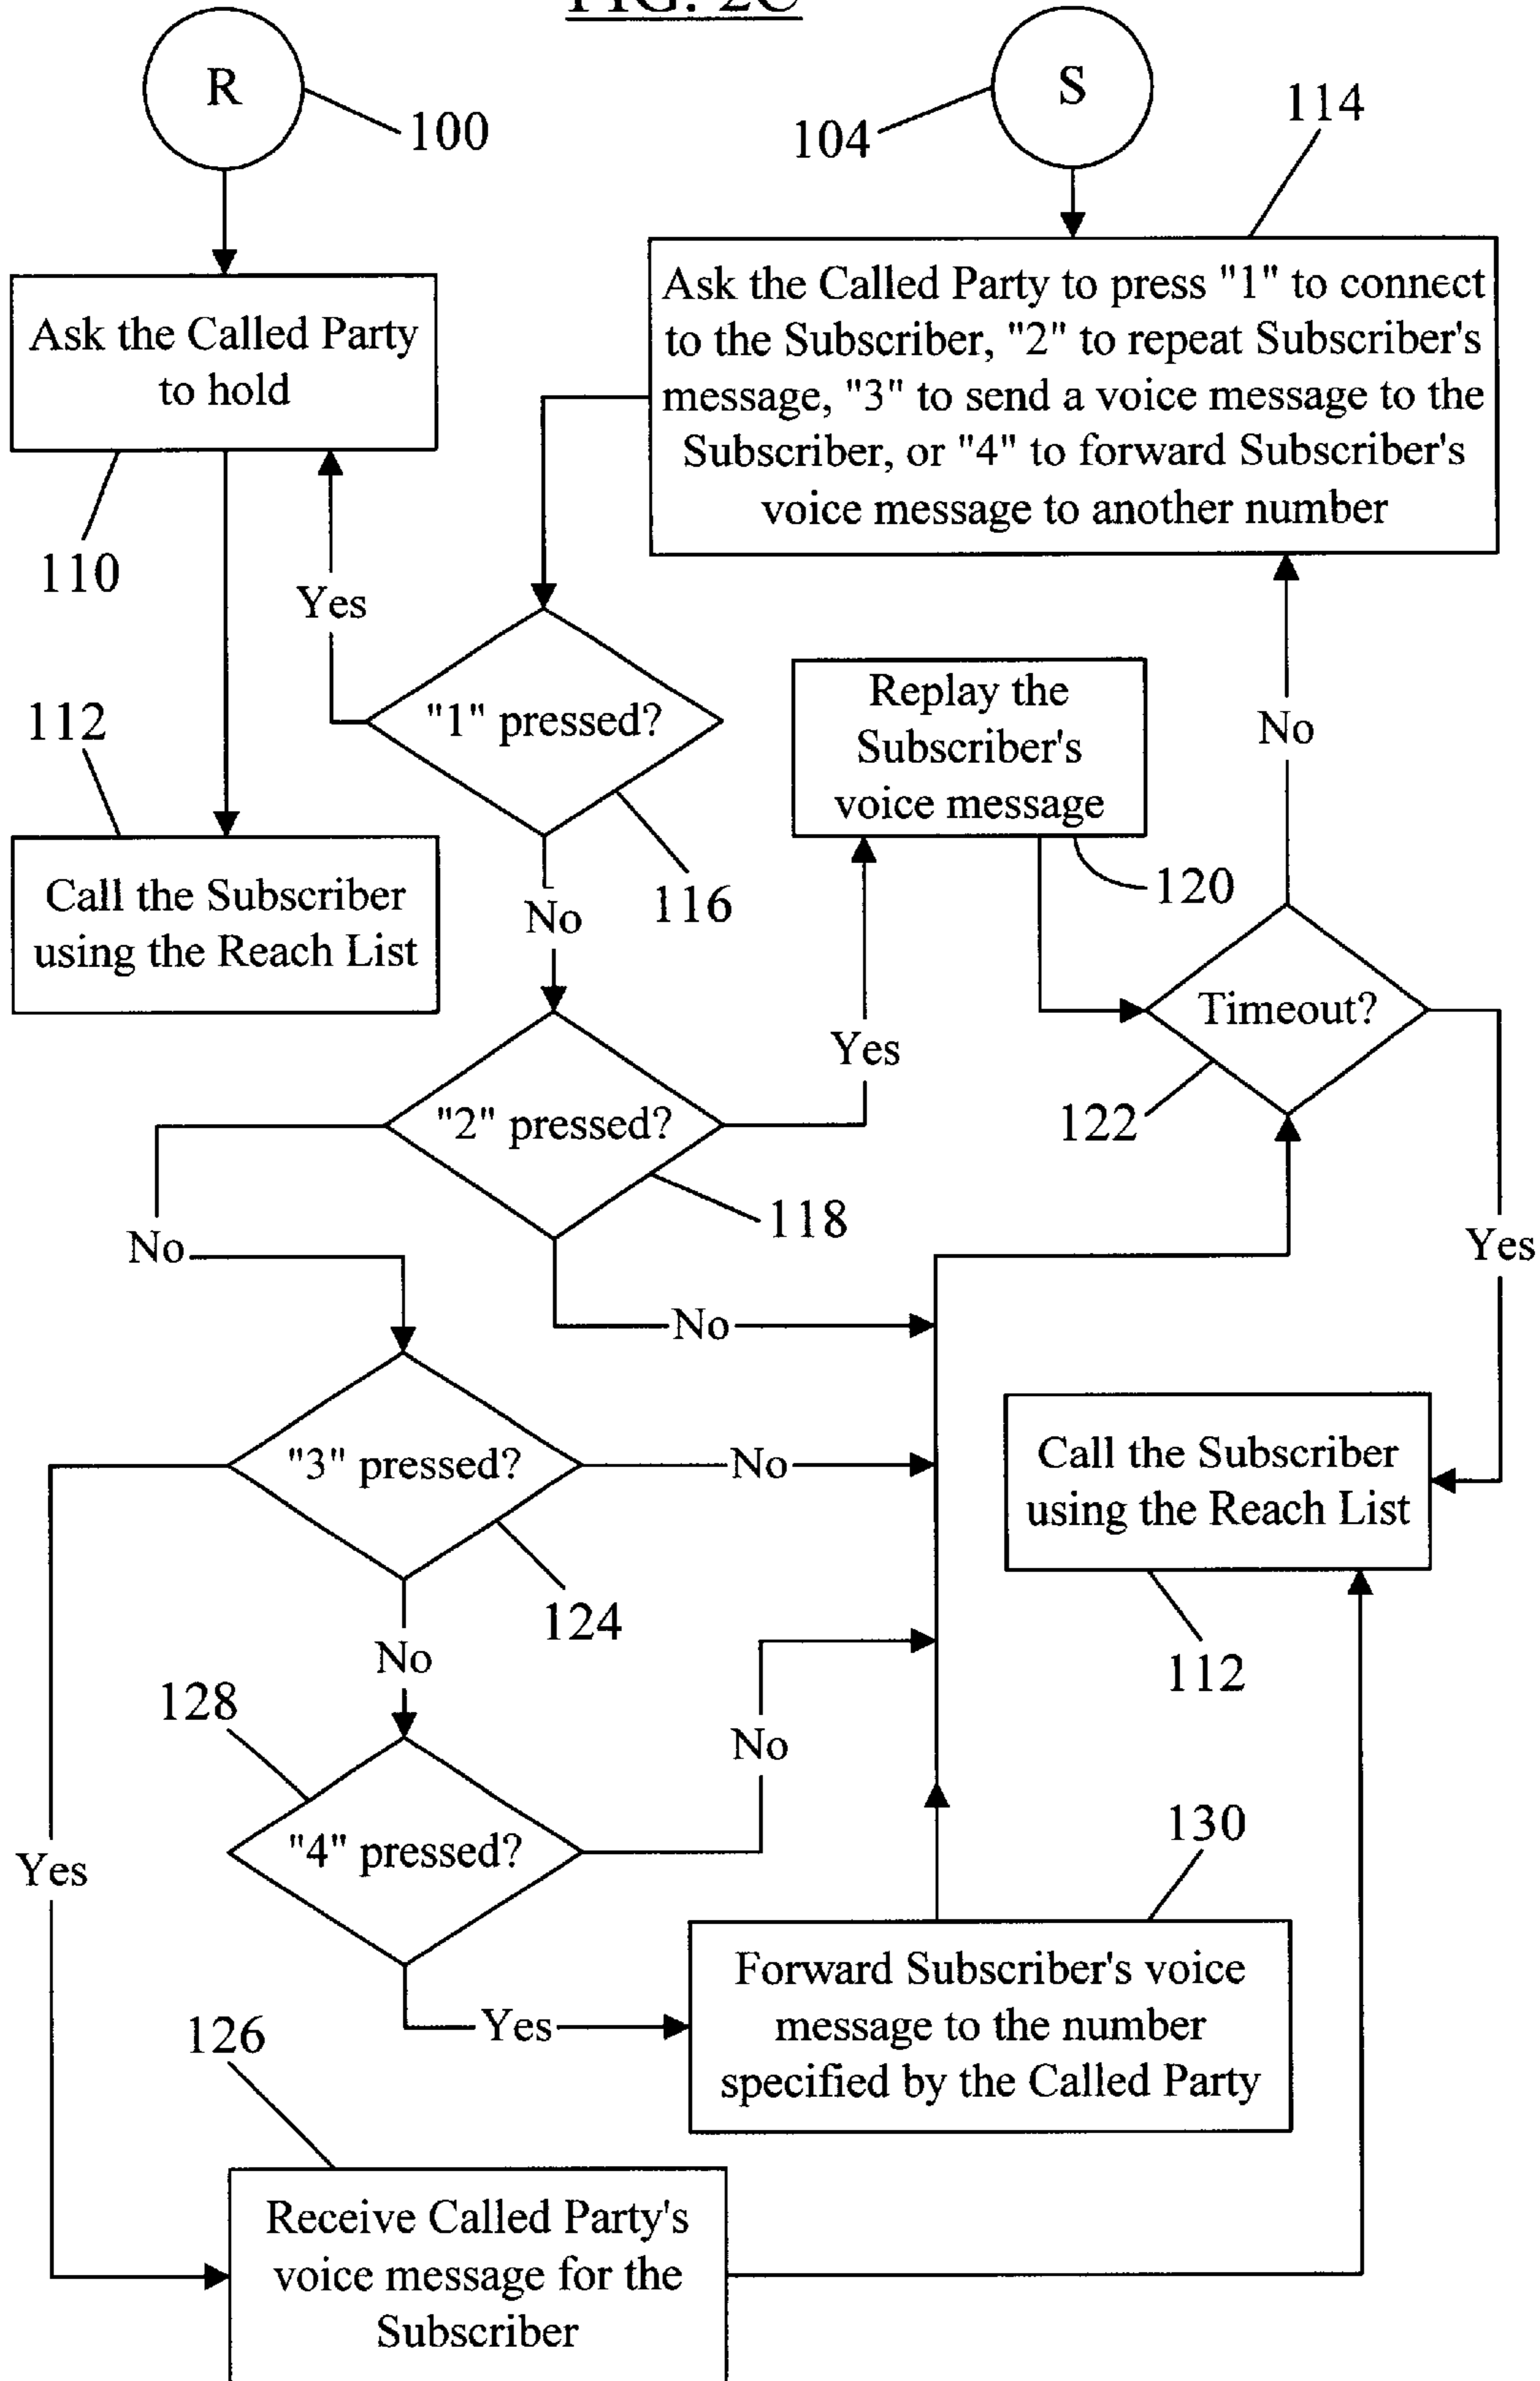 FIG. 2C
R
100
S
104
114
Ask the Called Party
to hold
110
Ask the Called Party to press "1" to connect
to the Subscriber, "2" to repeat Subscriber's
message, "3" to send a voice message to the
Subscriber, or "4" to forward Subscriber's
voice message to another number
Yes
"1" pressed?
116
No
112
Call the Subscriber
using the Reach List
Replay the
Subscriber's
voice message
120
No
Timeout?
122
Yes
"2" pressed?
118
Yes
No
No
"3" pressed?
124
No
No
Yes
Call the Subscriber
using the Reach List
112
128
"4" pressed?
No
Yes
130
Forward Subscriber's voice
message to the number
specified by the Called Party
126
Receive Called Party's
voice message for the
Subscriber